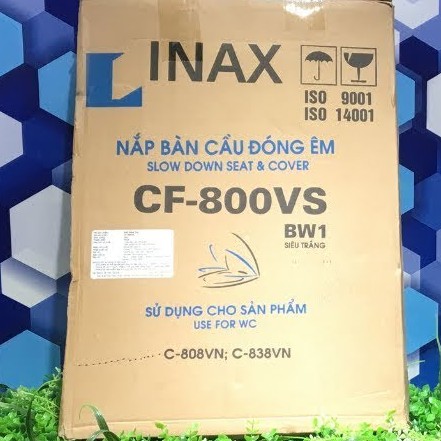 INAX
ISO 9001
ISO 14001
NẮP BÀN CẦU ĐÓNG ÊM
SLOW DOWN SEAT & COVER
CF-800VS
BW1
SIÊU TRẮNG
SỬ DỤNG CHO SẢN PHẨM
USE FOR WC
C-808VN; C-838VN